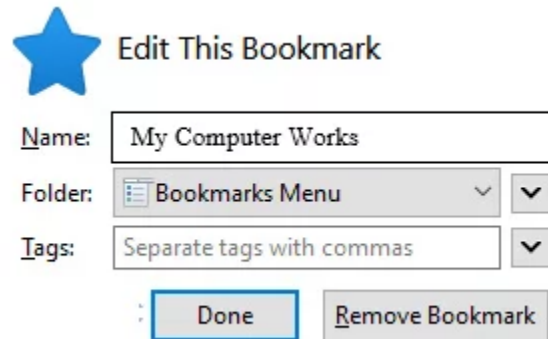 Edit This Bookmark
Name: My Computer Works
Folder: Bookmarks Menu
Tags: Separate tags with commas
Done Remove Bookmark